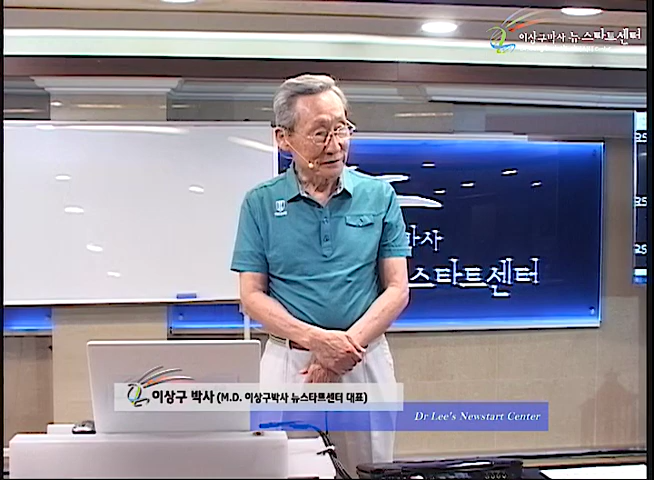 이상구박사 뉴스타트센터
박사
스타트센터
이상구 박사 (M.D. 이상구박사 뉴스타트센터 대표)
Dr Lee's Newstart Center